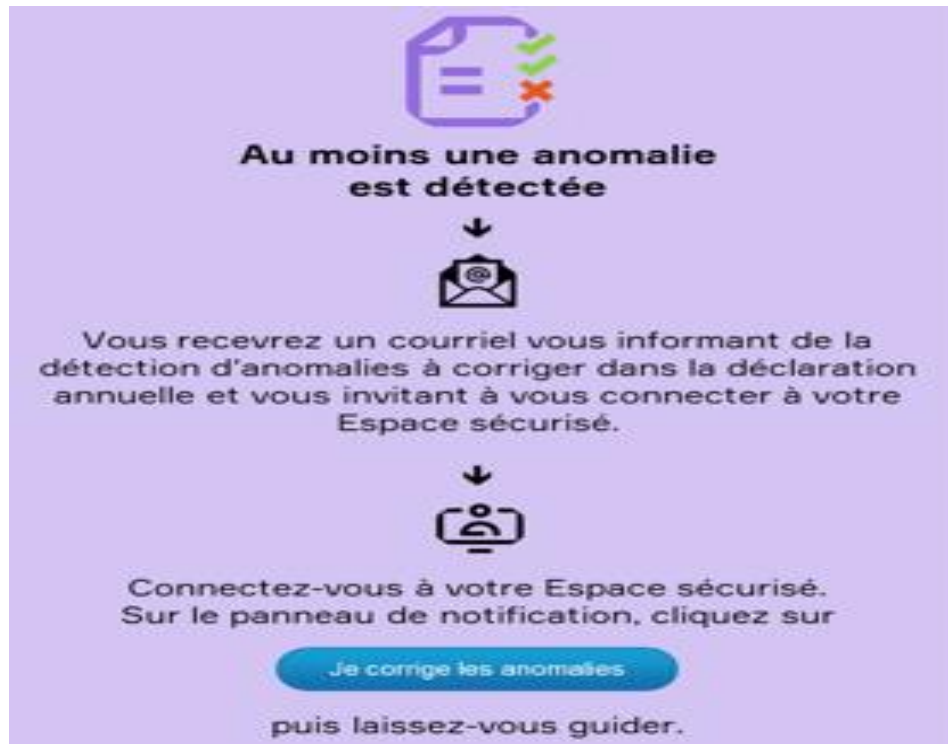 Au moins une anomalie
est détectée
@
Vous recevrez un courriel vous informant de la
détection d'anomalies à corriger dans la déclaration
annuelle et vous invitant à vous connecter à votre
Espace sécurisé.
Connectez-vous à votre Espace sécurisé.
Sur le panneau de notification, cliquez sur
Je corrige les anomalies
puis laissez-vous guider.